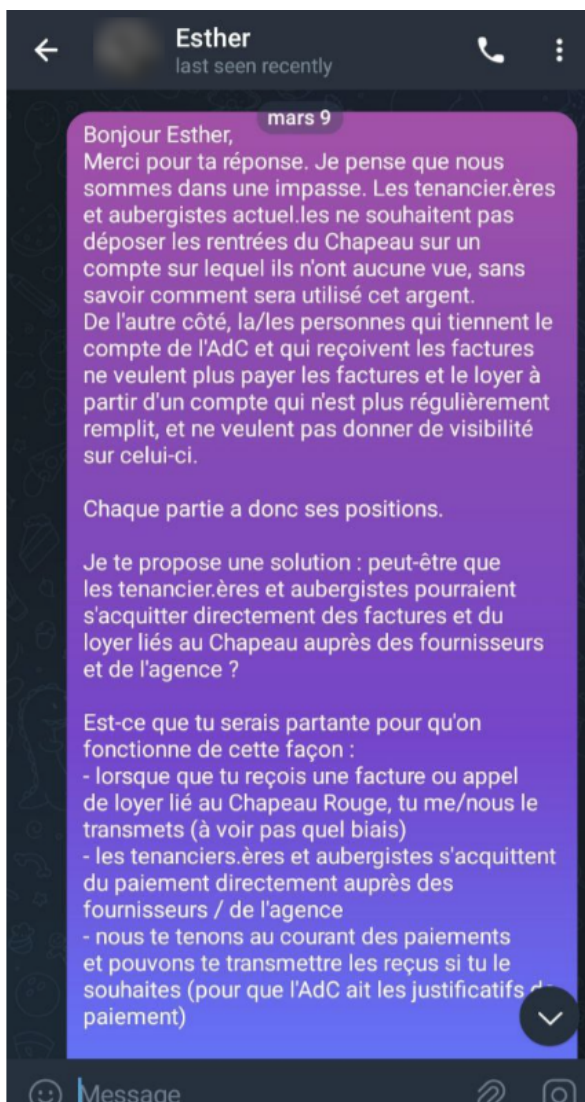 Esther
last seen recently
mars 9
Bonjour Esther,
Merci pour ta réponse. Je pense que nous
sommes dans une impasse. Les tenancier.ères
et aubergistes actuel.les ne souhaitent pas
déposer les rentrées du Chapeau sur un
compte sur lequel ils n'ont aucune vue, sans
savoir comment sera utilisé cet argent.
De l'autre côté, la/les personnes qui tiennent le
compte de l'AdC et qui reçoivent les factures
ne veulent plus payer les factures et le loyer à
partir d'un compte qui n'est plus régulièrement
remplit, et ne veulent pas donner de visibilité
sur celui-ci.
Chaque partie a donc ses positions.
Je te propose une solution : peut-être que
les tenancier.ères et aubergistes pourraient
s'acquitter directement des factures et du
loyer liés au Chapeau auprès des fournisseurs
et de l'agence ?
Est-ce que tu serais partante pour qu'on
fonctionne de cette façon :
- lorsque que tu reçois une facture ou appel
de loyer lié au Chapeau Rouge, tu me/nous le
transmets (à voir pas quel biais)
- les tenanciers.ères et aubergistes s'acquittent
du paiement directement auprès des
fournisseurs / de l'agence
- nous te tenons au courant des paiements
et pouvons te transmettre les reçus si tu le
souhaites (pour que l'AdC ait les justificatifs de
paiement)
Message